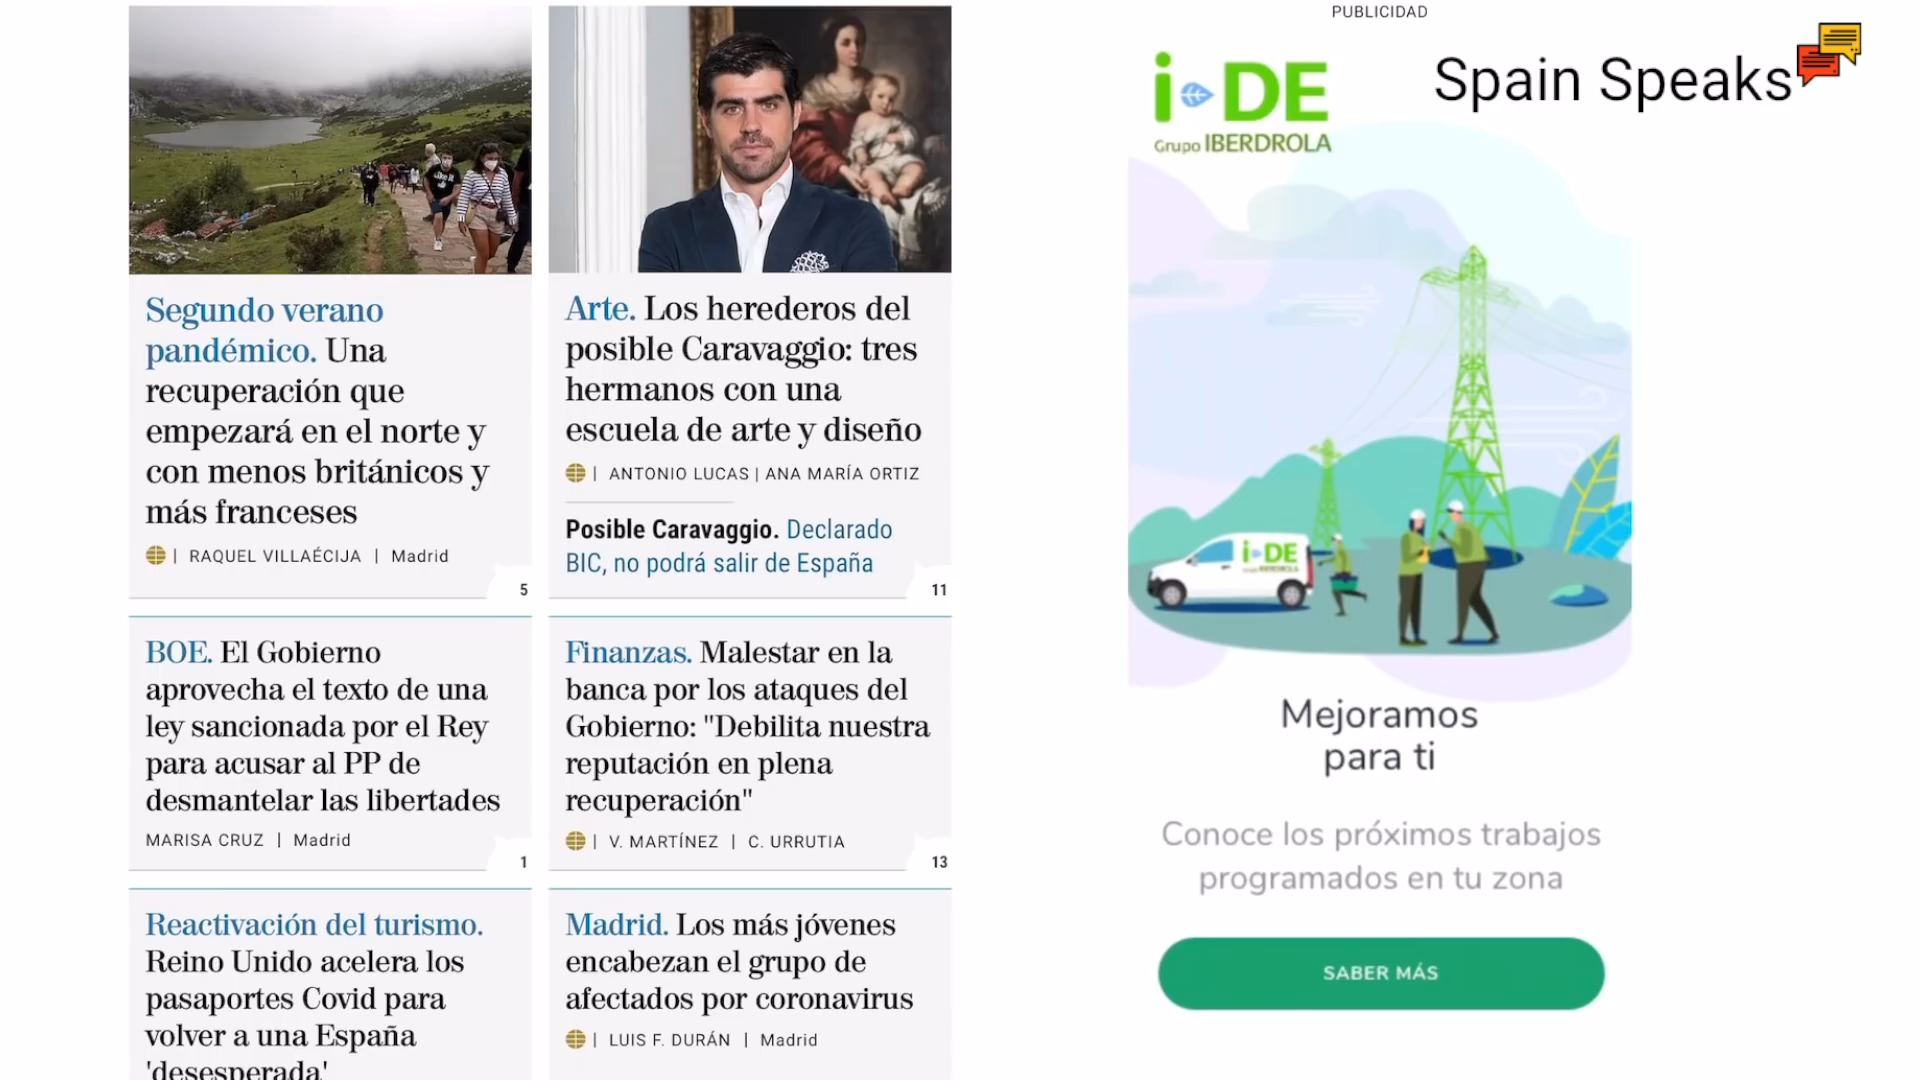 Segundo verano
pandémico. Una
recuperación que
empezará en el norte y
con menos británicos y
más franceses
| RAQUEL VILLAÉCIJA | Madrid
5
Arte. Los herederos del
posible Caravaggio: tres
hermanos con una
escuela de arte y diseño
| ANTONIO LUCAS | ANA MARÍA ORTIZ
Posible Caravaggio. Declarado
BIC, no podrá salir de España
11
BOE. El Gobierno
aprovecha el texto de una
ley sancionada por el Rey
para acusar al PP de
desmantelar las libertades
MARISA CRUZ | Madrid
1
Finanzas. Malestar en la
banca por los ataques del
Gobierno: "Debilita nuestra
reputación en plena
recuperación"
| V. MARTÍNEZ | C. URRUTIA
13
Reactivación del turismo.
Reino Unido acelera los
pasaportes Covid para
volver a una España
'desesperada'
Madrid. Los más jóvenes
encabezan el grupo de
afectados por coronavirus
| LUIS F. DURÁN | Madrid
PUBLICIDAD
Spain Speaks
i DE
Grupo IBERDROLA
i DE
Mejoramos
para ti
Conoce los próximos trabajos
programados en tu zona
SABER MÁS